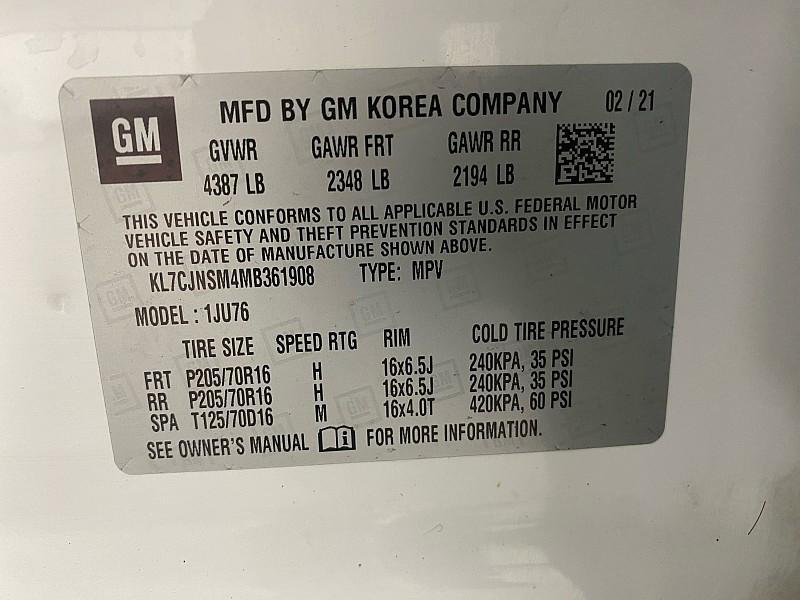 GM
MFD BY GM KOREA COMPANY 02 / 21
GVWR GAWR FRT GAWR RR
4387 LB 2348 LB 2194 LB
THIS VEHICLE CONFORMS TO ALL APPLICABLE U.S. FEDERAL MOTOR
VEHICLE SAFETY AND THEFT PREVENTION STANDARDS IN EFFECT
ON THE DATE OF MANUFACTURE SHOWN ABOVE.
KL7CJNSM4MB361908 TYPE: MPV
MODEL : 1JU76
TIRE SIZE SPEED RTG RIM COLD TIRE PRESSURE
FRT P205/70R16 H 16x6.5J 240KPA, 35 PSI
RR P205/70R16 H 16x6.5J 240KPA, 35 PSI
SPA T125/70D16 M 16x4.0T 420KPA, 60 PSI
SEE OWNER'S MANUAL FOR MORE INFORMATION.